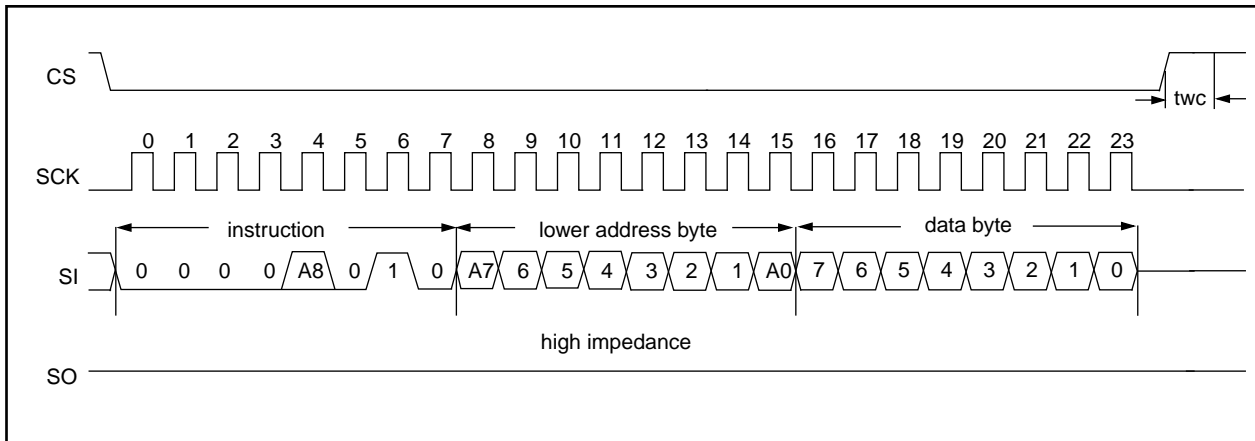 CS
twc
0 1 2 3 4 5 6 7 8 9 10 11 12 13 14 15 16 17 18 19 20 21 22 23
SCK
instruction lower address byte data byte
SI 0 0 0 0 A8 0 1 0 A7 6 5 4 3 2 1 A0 7 6 5 4 3 2 1 0
high impedance
SO